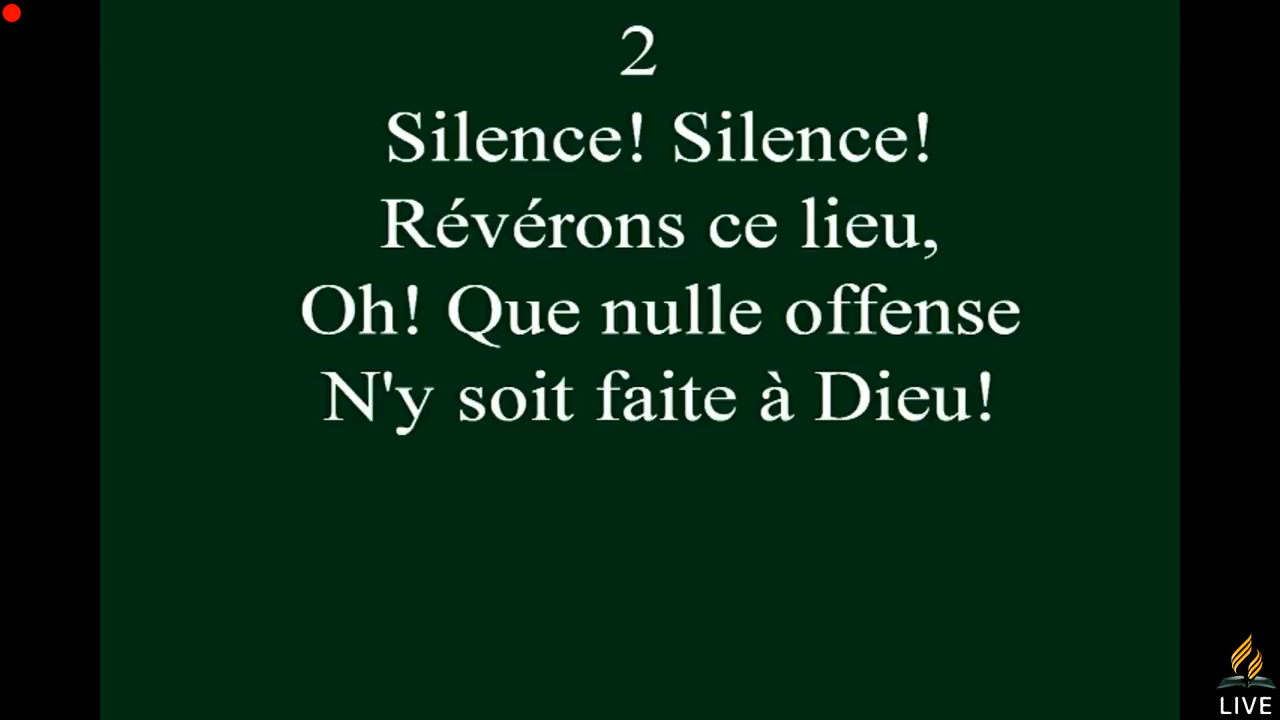 2
Silence! Silence!
Révérons ce lieu,
Oh! Que nulle offense
N'y soit faite à Dieu!
LIVE